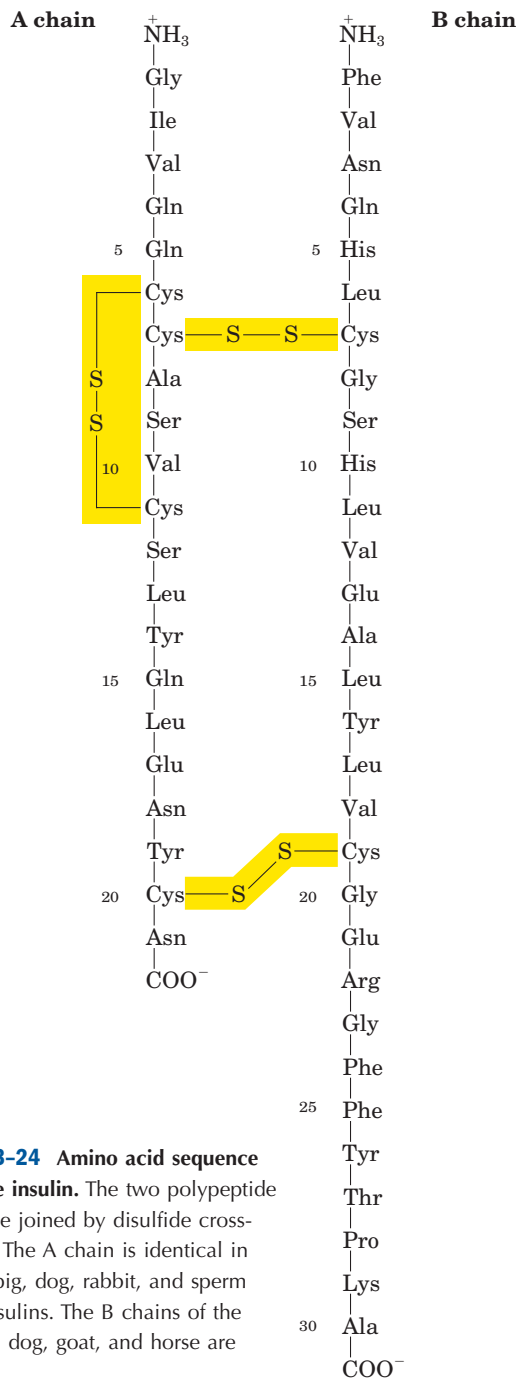 A chain
+
NH3
Gly
Ile
Val
Gln
5 Gln
Cys
Cys — S — S —
S Ala
S Ser
10 Val
Cys
Ser
Leu
Tyr
15 Gln
Leu
Glu
Asn
Tyr
20 Cys — S S —
Asn
COO−
B chain
+
NH3
Phe
Val
Asn
Gln
5 His
Leu
Cys
Gly
Ser
10 His
Leu
Val
Glu
Ala
15 Leu
Tyr
Leu
Val
Cys
20 Gly
Glu
Arg
Gly
Phe
25 Phe
Tyr
Thr
Pro
Lys
30 Ala
COO−
3–24 Amino acid sequence
e insulin. The two polypeptide
e joined by disulfide cross-
The A chain is identical in
pig, dog, rabbit, and sperm
sulins. The B chains of the
dog, goat, and horse are